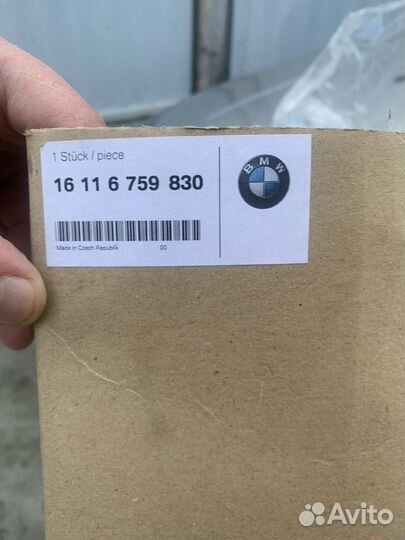 1 Stück / piece
16 11 6 759 830
BMW
Made in Czech Republik 00
Avito